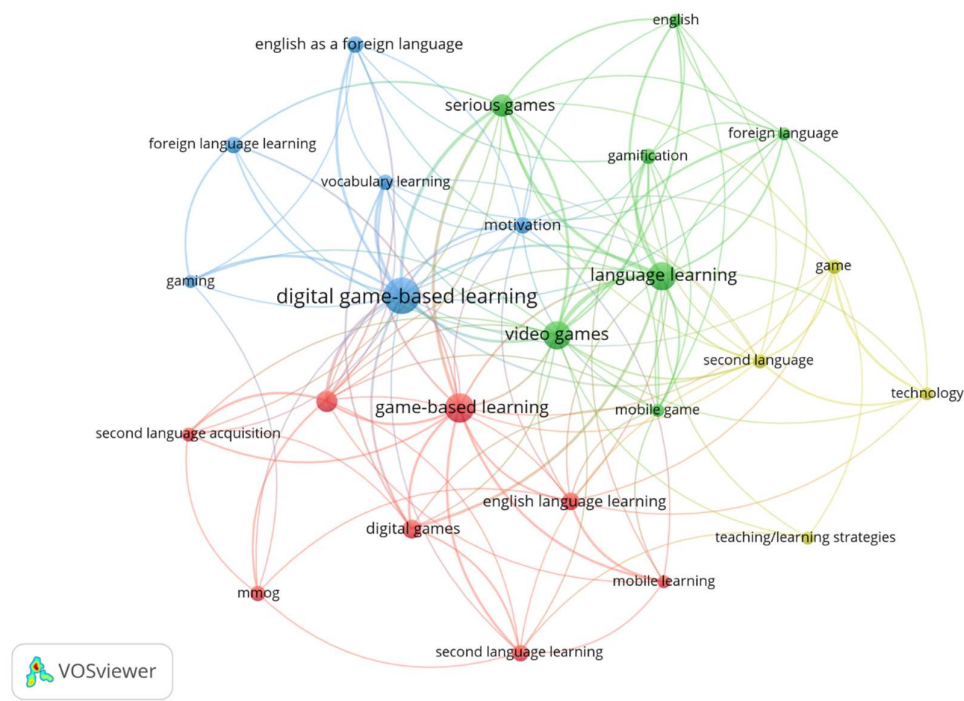 english
english as a foreign language
serious games
foreign language
foreign language learning
gamification
vocabulary learning
motivation
game
language learning
gaming
digital game-based learning
video games
second language
technology
game-based learning
mobile game
second language acquisition
english language learning
digital games
teaching/learning strategies
mobile learning
mmog
second language learning
VOSviewer